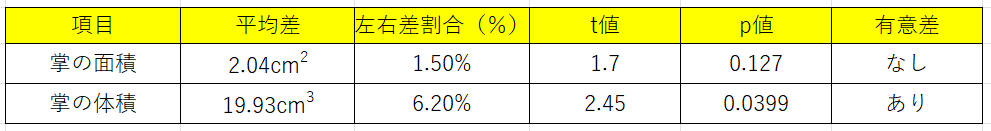 項目 平均差 左右差割合（%） t値 p値 有意差
掌の面積 2.04cm² 1.50% 1.7 0.127 なし
掌の体積 19.93cm³ 6.20% 2.45 0.0399 あり